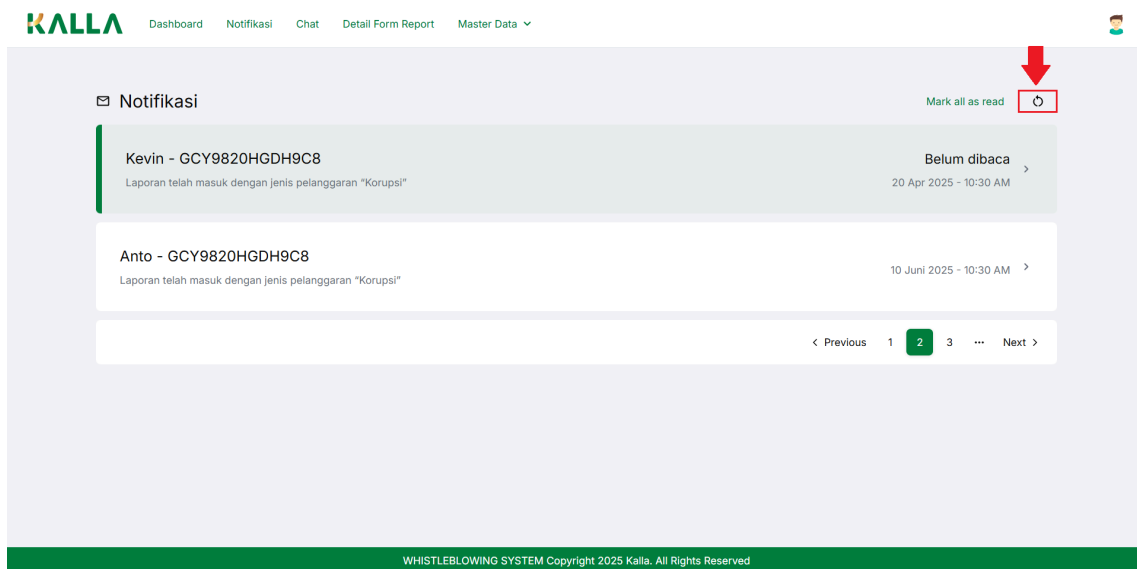 KALLA Dashboard Notifikasi Chat Detail Form Report Master Data
Notifikasi Mark all as read
Kevin - GCY9820HGDH9C8 Belum dibaca
Laporan telah masuk dengan jenis pelanggaran “Korupsi” 20 Apr 2025 - 10:30 AM
Anto - GCY9820HGDH9C8
Laporan telah masuk dengan jenis pelanggaran “Korupsi” 10 Juni 2025 - 10:30 AM
Previous 1 2 3 ... Next
WHISTLEBLOWING SYSTEM Copyright 2025 Kalla. All Rights Reserved